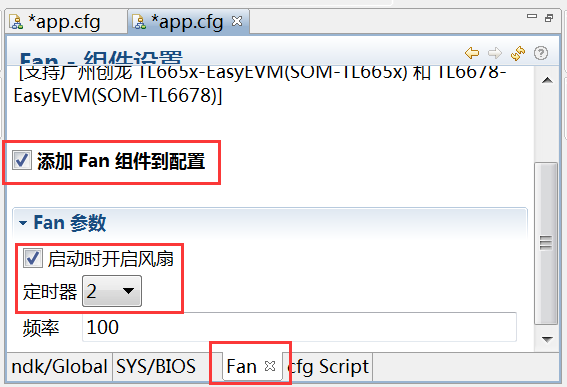 *app.cfg
*app.cfg
Fan - 组件设置
[支持广州创龙 TL665x-EasyEVM(SOM-TL665x) 和 TL6678-
EasyEVM(SOM-TL6678)]
添加 Fan 组件到配置
Fan 参数
启动时开启风扇
定时器 2
频率 100
ndk/Global SYS/BIOS Fan cfg Script